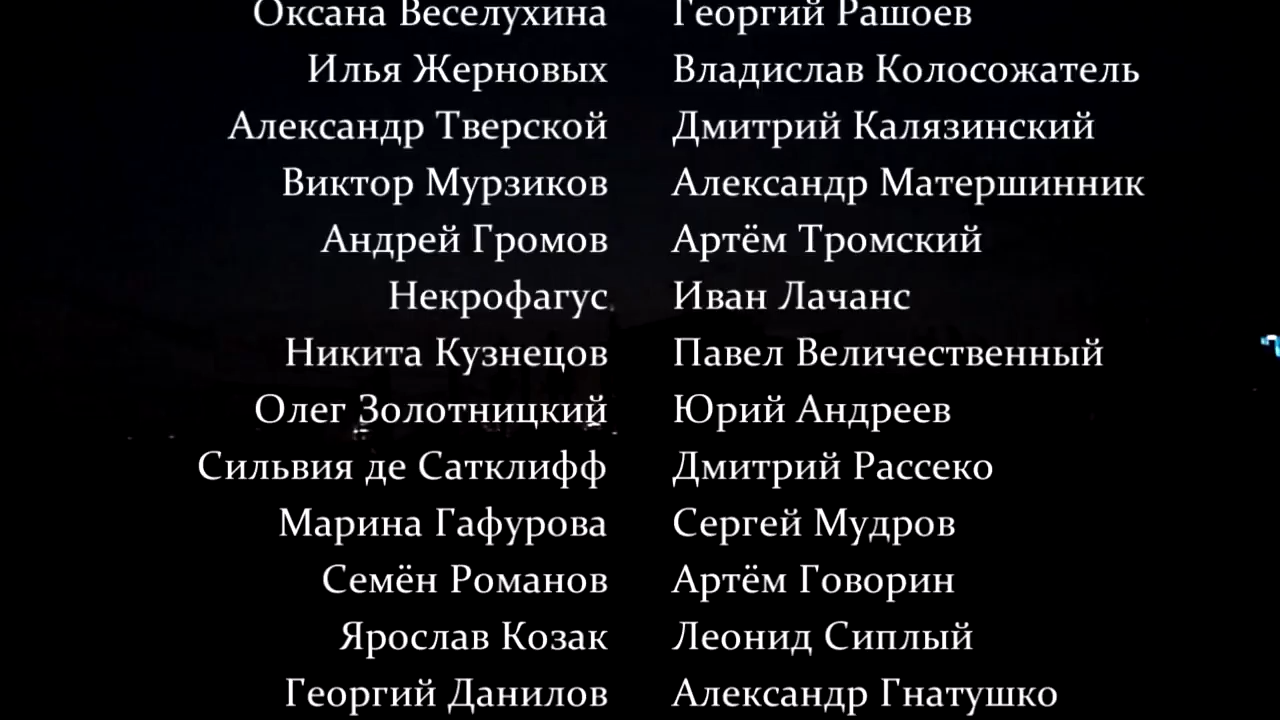 Оксана Веселухина Георгий Рашоев
Илья Жерновых Владислав Колосожатель
Александр Тверской Дмитрий Калязинский
Виктор Мурзиков Александр Матершинник
Андрей Громов Артём Тромский
Некрофагус Иван Лачанс
Никита Кузнецов Павел Величественный
Олег Золотницкий Юрий Андреев
Сильвия де Сатклифф Дмитрий Рассеко
Марина Гафурова Сергей Мудров
Семён Романов Артём Говорин
Ярослав Козак Леонид Сиплый
Георгий Данилов Александр Гнатушко